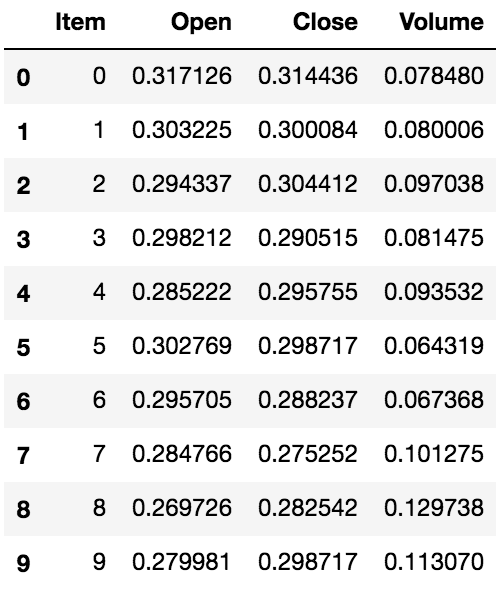 Item Open Close Volume
0 0 0.317126 0.314436 0.078480
1 1 0.303225 0.300084 0.080006
2 2 0.294337 0.304412 0.097038
3 3 0.298212 0.290515 0.081475
4 4 0.285222 0.295755 0.093532
5 5 0.302769 0.298717 0.064319
6 6 0.295705 0.288237 0.067368
7 7 0.284766 0.275252 0.101275
8 8 0.269726 0.282542 0.129738
9 9 0.279981 0.298717 0.113070